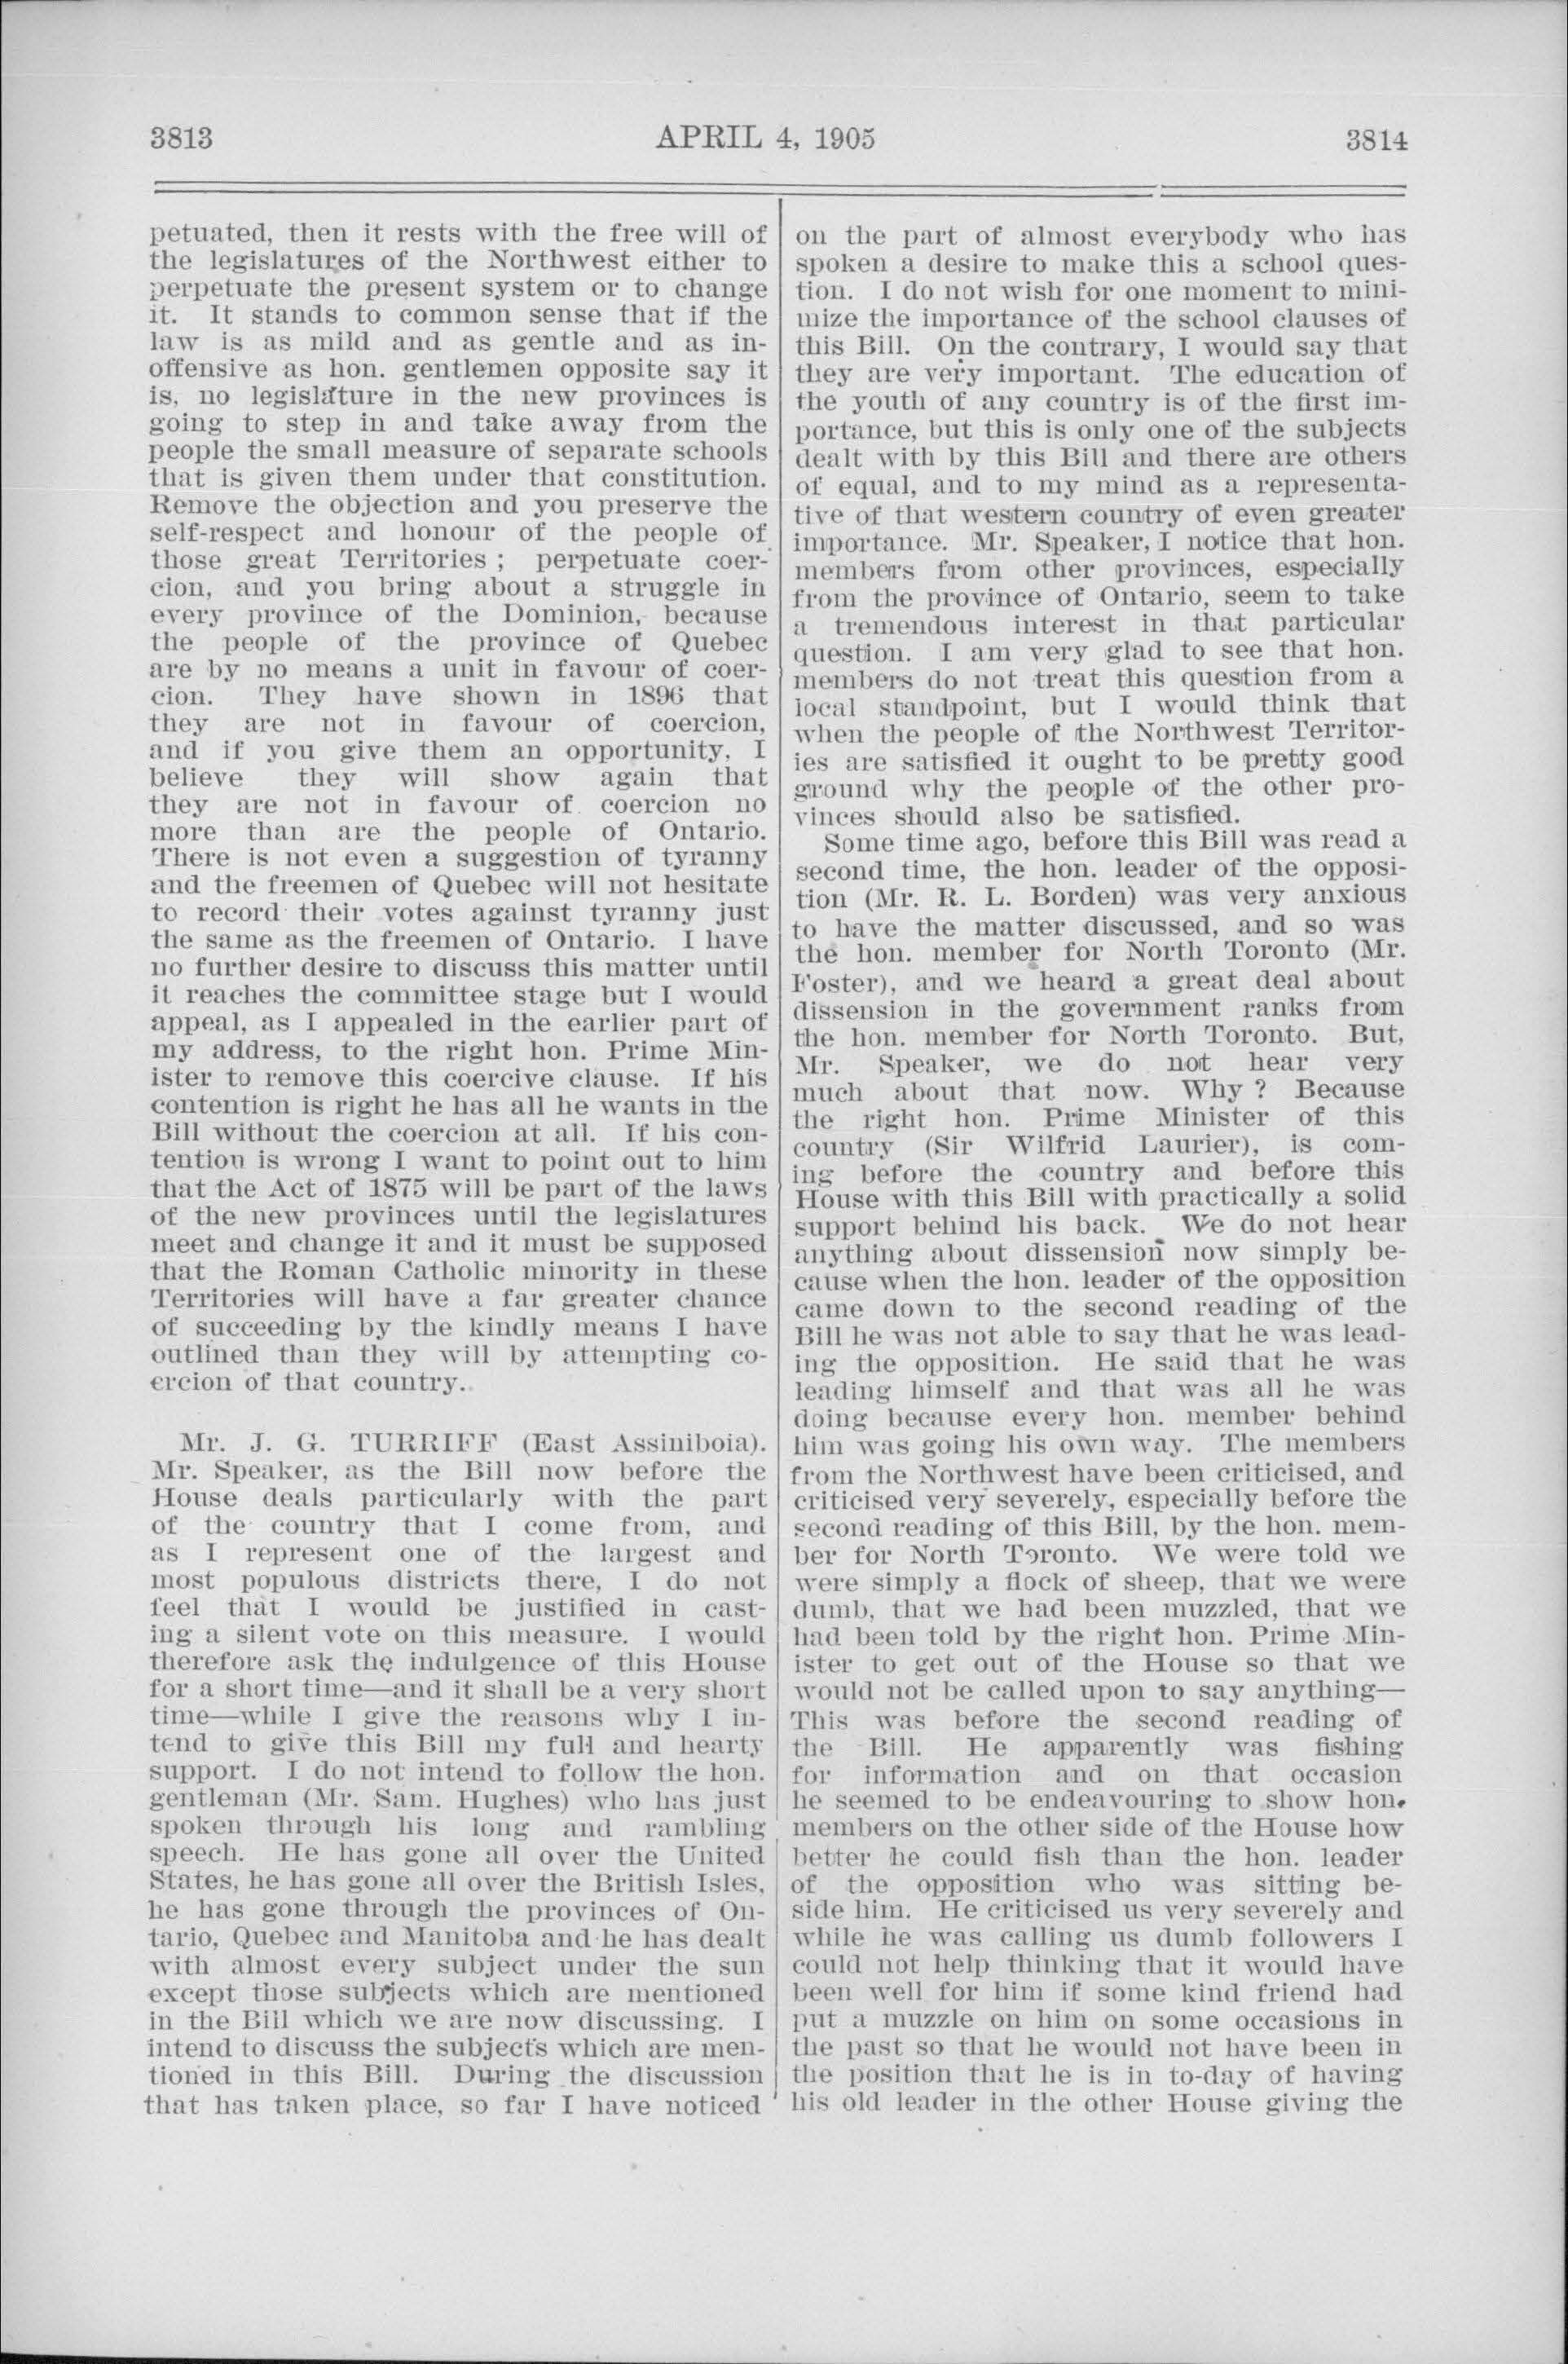 3813
APRIL 4, 1905
3814
petuated, then it rests with the free will of
the legislatures of the Northwest either to
perpetuate the present system or to change
it. It stands to common sense that if the
law is as mild and as gentle and as in-
offensive as hon. gentlemen opposite say it
is, no legislature in the new provinces is
going to step in and take away from the
people the small measure of separate schools
that is given them under that constitution.
Remove the objection and you preserve the
self-respect and honour of the people of
those great Territories ; perpetuate coer-
cion, and you bring about a struggle in
every province of the Dominion, because
the people of the province of Quebec
are by no means a unit in favour of coer-
cion. They have shown in 1896 that
they are not in favour of coercion,
and if you give them an opportunity, I
believe they will show again that
they are not in favour of coercion no
more than are the people of Ontario.
There is not even a suggestion of tyranny
and the freemen of Quebec will not hesitate
to record their votes against tyranny just
the same as the freemen of Ontario. I have
no further desire to discuss this matter until
it reaches the committee stage but I would
appeal, as I appealed in the earlier part of
my address, to the right hon. Prime Min-
ister to remove this coercive clause. If his
contention is right he has all he wants in the
Bill without the coercion at all. If his con-
tention is wrong I want to point out to him
that the Act of 1875 will be part of the laws
of the new provinces until the legislatures
meet and change it and it must be supposed
that the Roman Catholic minority in these
Territories will have a far greater chance
of succeeding by the kindly means I have
outlined than they will by attempting co-
ercion of that country.
Mr. J. G. TURRIFF (East Assiniboia).
Mr. Speaker, as the Bill now before the
House deals particularly with the part
of the country that I come from, and
as I represent one of the largest and
most populous districts there, I do not
feel that I would be justified in cast-
ing a silent vote on this measure. I would
therefore ask the indulgence of this House
for a short time—and it shall be a very short
time—while I give the reasons why I in-
tend to give this Bill my full and hearty
support. I do not intend to follow the hon.
gentleman (Mr. Sam. Hughes) who has just
spoken through his long and rambling
speech. He has gone all over the United
States, he has gone all over the British Isles,
he has gone through the provinces of On-
tario, Quebec and Manitoba and he has dealt
with almost every subject under the sun
except those subjects which are mentioned
in the Bill which we are now discussing. I
intend to discuss the subjects which are men-
tioned in this Bill. During the discussion
that has taken place, so far I have noticed
on the part of almost everybody who has
spoken a desire to make this a school ques-
tion. I do not wish for one moment to mini-
mize the importance of the school clauses of
this Bill. On the contrary, I would say that
they are very important. The education of
the youth of any country is of the first im-
portance, but this is only one of the subjects
dealt with by this Bill and there are others
of equal, and to my mind as a representa-
tive of that western country of even greater
importance. Mr. Speaker, I notice that hon.
members from other provinces, especially
from the province of Ontario, seem to take
a tremendous interest in that particular
question. I am very glad to see that hon.
members do not treat this question from a
local standpoint, but I would think that
when the people of the Northwest Territor-
ies are satisfied it ought to be pretty good
ground why the people of the other pro-
vinces should also be satisfied.
Some time ago, before this Bill was read a
second time, the hon. leader of the opposi-
tion (Mr. R. L. Borden) was very anxious
to have the matter discussed, and so was
the hon. member for North Toronto (Mr.
Foster), and we heard a great deal about
dissension in the government ranks from
the hon. member for North Toronto. But,
Mr. Speaker, we do not hear very
much about that now. Why ? Because
the right hon. Prime Minister of this
country (Sir Wilfrid Laurier), is com-
ing before the country and before this
House with this Bill with practically a solid
support behind his back. We do not hear
anything about dissension now simply be-
cause when the hon. leader of the opposition
came down to the second reading of the
Bill he was not able to say that he was lead-
ing the opposition. He said that he was
leading himself and that was all he was
doing because every hon. member behind
him was going his own way. The members
from the Northwest have been criticised, and
criticised very severely, especially before the
second reading of this Bill, by the hon. mem-
ber for North Toronto. We were told we
were simply a flock of sheep, that we were
dumb, that we had been muzzled, that we
had been told by the right hon. Prime Min-
ister to get out of the House so that we
would not be called upon to say anything—
This was before the second reading of
the Bill. He apparently was fishing
for information and on that occasion
he seemed to be endeavouring to show hon.
members on the other side of the House how
better he could fish than the hon. leader
of the opposition who was sitting be-
side him. He criticised us very severely and
while he was calling us dumb followers I
could not help thinking that it would have
been well for him if some kind friend had
put a muzzle on him on some occasions in
the past so that he would not have been in
the position that he is in to-day of having
his old leader in the other House giving the